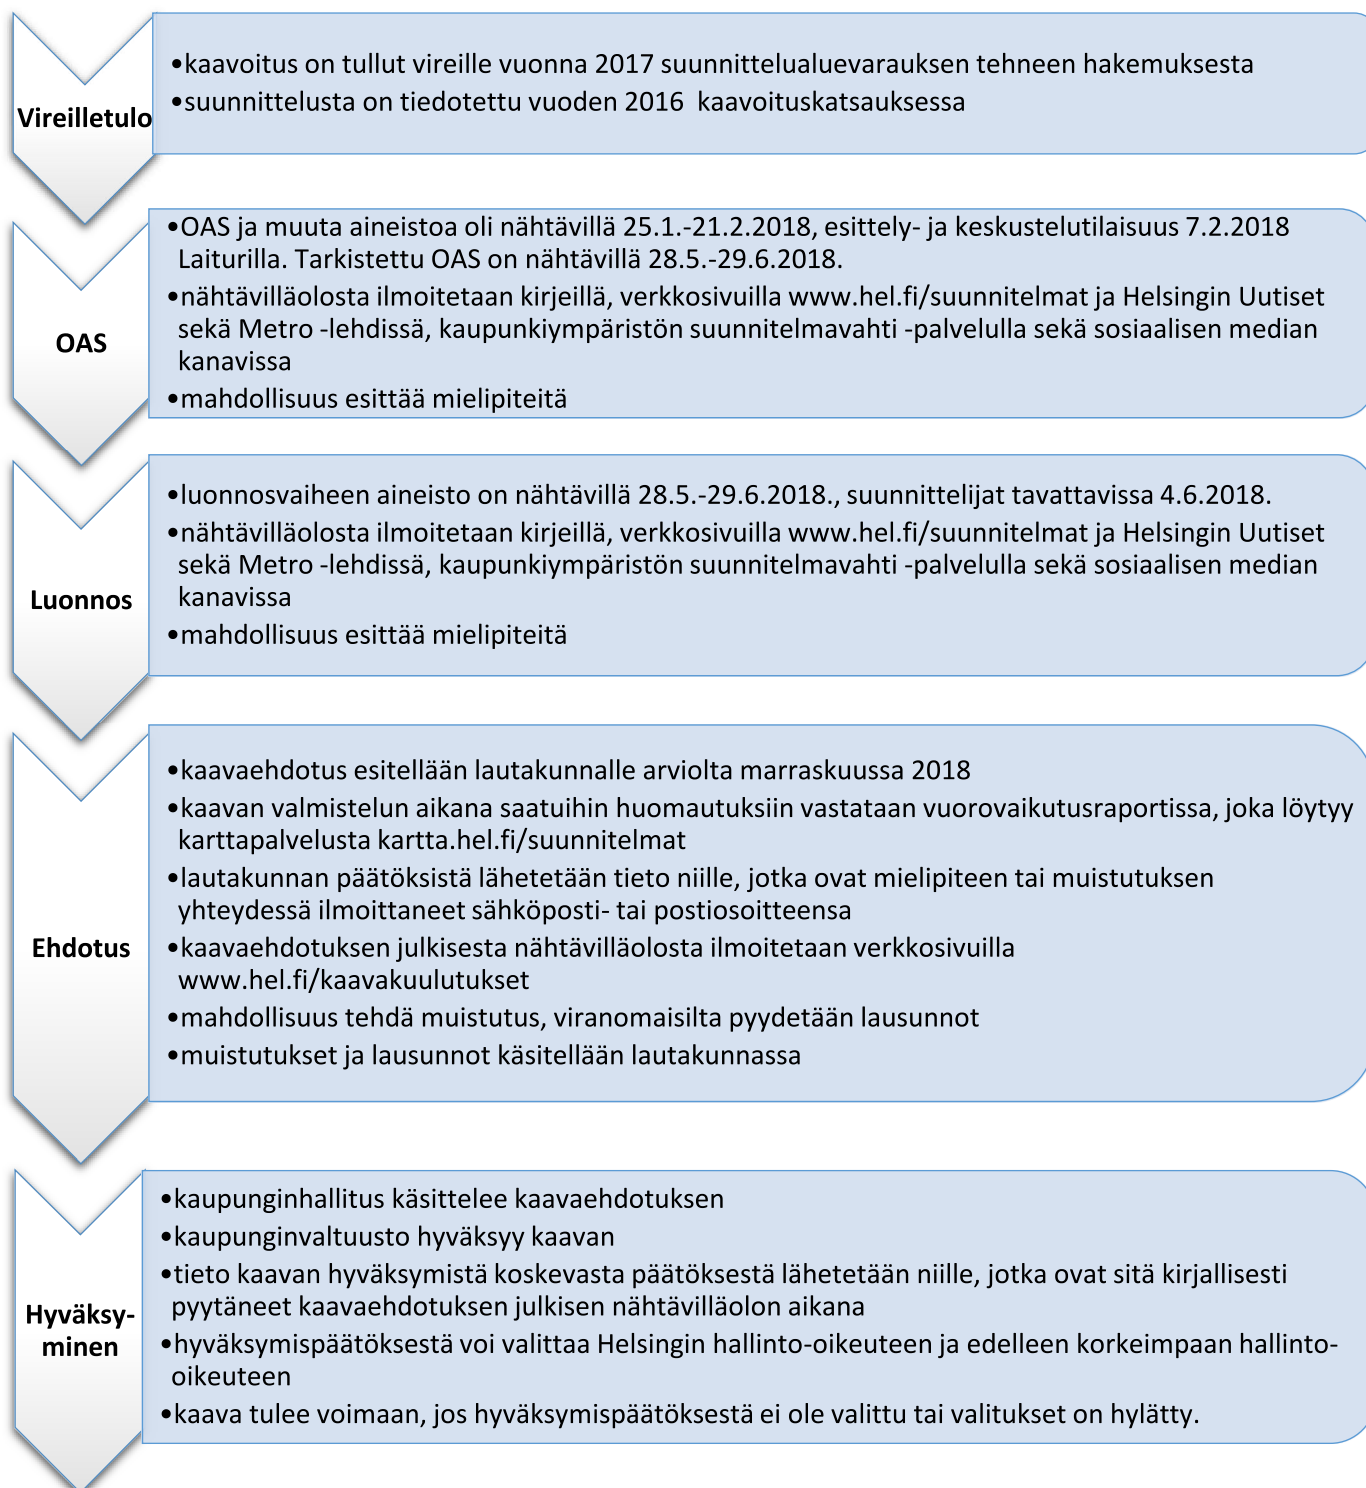 Vireilletulo
•kaavoitus on tullut vireille vuonna 2017 suunnittelualuevarauksen tehneen hakemuksesta
•suunnittelusta on tiedotettu vuoden 2016  kaavoituskatsauksessa
OAS
•OAS ja muuta aineistoa oli nähtävillä 25.1.-21.2.2018, esittely- ja keskustelutilaisuus 7.2.2018
Laiturilla. Tarkistettu OAS on nähtävillä 28.5.-29.6.2018.
•nähtävilläolosta ilmoitetaan kirjeillä, verkkosivuilla www.hel.fi/suunnitelmat ja Helsingin Uutiset
sekä Metro -lehdissä, kaupunkiympäristön suunnitelmavahti -palvelulla sekä sosiaalisen median
kanavissa
•mahdollisuus esittää mielipiteitä
Luonnos
•luonnosvaiheen aineisto on nähtävillä 28.5.-29.6.2018., suunnittelijat tavattavissa 4.6.2018.
•nähtävilläolosta ilmoitetaan kirjeillä, verkkosivuilla www.hel.fi/suunnitelmat ja Helsingin Uutiset
sekä Metro -lehdissä, kaupunkiympäristön suunnitelmavahti -palvelulla sekä sosiaalisen median
kanavissa
•mahdollisuus esittää mielipiteitä
Ehdotus
•kaavaehdotus esitellään lautakunnalle arviolta marraskuussa 2018
•kaavan valmistelun aikana saatuihin huomautuksiin vastataan vuorovaikutusraportissa, joka löytyy
karttapalvelusta kartta.hel.fi/suunnitelmat
•lautakunnan päätöksistä lähetetään tieto niille, jotka ovat mielipiteen tai muistutuksen
yhteydessä ilmoittaneet sähköposti- tai postiosoitteensa
•kaavaehdotuksen julkisesta nähtävilläolosta ilmoitetaan verkkosivuilla
www.hel.fi/kaavakuulutukset
•mahdollisuus tehdä muistutus, viranomaisilta pyydetään lausunnot
•muistutukset ja lausunnot käsitellään lautakunnassa
Hyväksy-
minen
•kaupunginhallitus käsittelee kaavaehdotuksen
•kaupunginvaltuusto hyväksyy kaavan
•tieto kaavan hyväksymistä koskevasta päätöksestä lähetetään niille, jotka ovat sitä kirjallisesti
pyytäneet kaavaehdotuksen julkisen nähtävilläolon aikana
•hyväksymispäätöksestä voi valittaa Helsingin hallinto-oikeuteen ja edelleen korkeimpaan hallinto-
oikeuteen
•kaava tulee voimaan, jos hyväksymispäätöksestä ei ole valittu tai valitukset on hylätty.